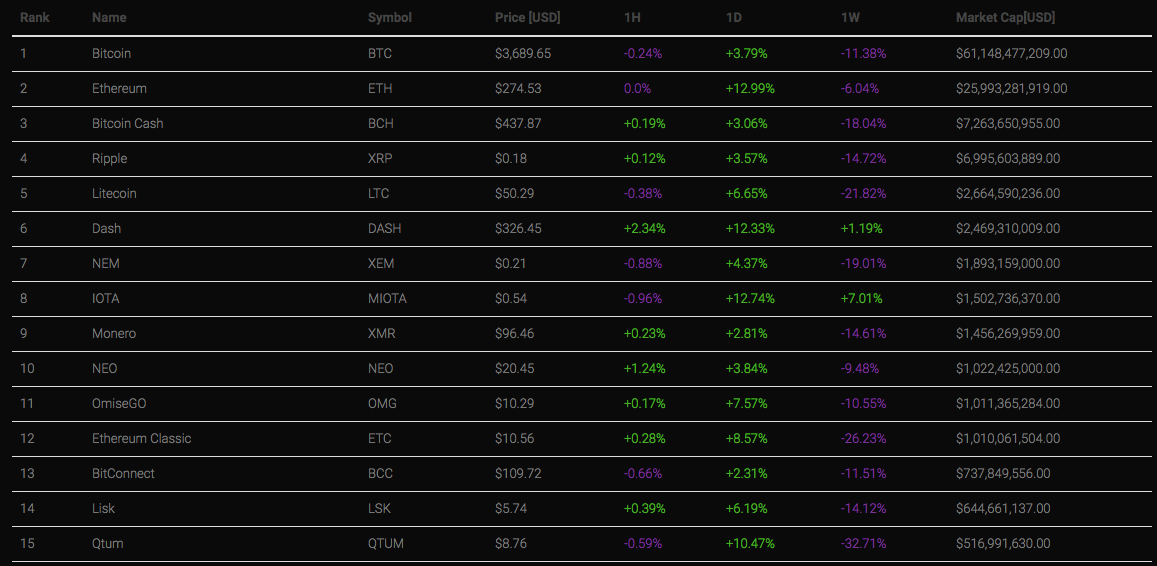 Rank Name Symbol Price [USD] 1H 1D 1W Market Cap[USD]
1 Bitcoin BTC $3,689.65 -0.24% +3.79% -11.38% $61,148,477,209.00
2 Ethereum ETH $274.53 0.0% +12.99% -6.04% $25,993,281,919.00
3 Bitcoin Cash BCH $437.87 +0.19% +3.06% -18.04% $7,263,650,955.00
4 Ripple XRP $0.18 +0.12% +3.57% -14.72% $6,995,603,889.00
5 Litecoin LTC $50.29 -0.38% +6.65% -21.82% $2,664,590,236.00
6 Dash DASH $326.45 +2.34% +12.33% +1.19% $2,469,310,009.00
7 NEM XEM $0.21 -0.88% +4.37% -19.01% $1,893,159,000.00
8 IOTA MIOTA $0.54 -0.96% +12.74% +7.01% $1,502,736,370.00
9 Monero XMR $96.46 +0.23% +2.81% -14.61% $1,456,269,959.00
10 NEO NEO $20.45 +1.24% +3.84% -9.48% $1,022,425,000.00
11 OmiseGO OMG $10.29 +0.17% +7.57% -10.55% $1,011,365,284.00
12 Ethereum Classic ETC $10.56 +0.28% +8.57% -26.23% $1,010,061,504.00
13 BitConnect BCC $109.72 -0.66% +2.31% -11.51% $737,849,556.00
14 Lisk LSK $5.74 +0.39% +6.19% -14.12% $644,661,137.00
15 Qtum QTUM $8.76 -0.59% +10.47% -32.71% $516,991,630.00